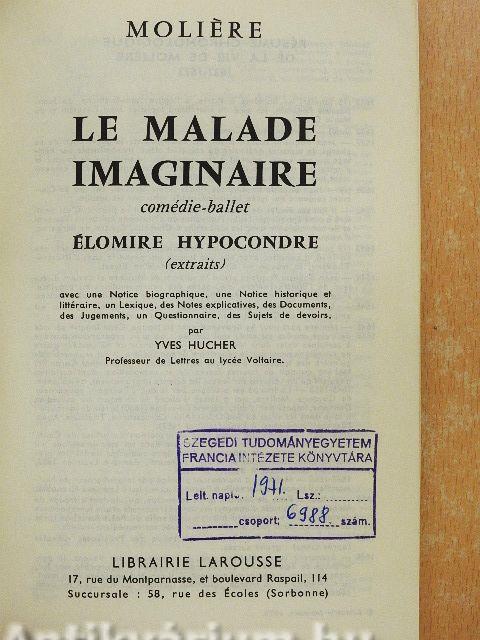 MOLIÈRE
LE MALADE
IMAGINAIRE
comédie-ballet
ÉLOMIRE HYPOCONDRE
(extraits)
avec une Notice biographique, une Notice historique et
littéraire, un Lexique, des Notes explicatives, des Documents,
des Jugements, un Questionnaire, des Sujets de devoirs,
par
YVES HUCHER
Professeur de Lettres au lycée Voltaire.
SZEGEDI TUDOMÁNYEGYETEM
FRANCIA INTÉZETE KÖNYVTÁRA
Lelt. napló. 1971. Lsz.:
csoport; 6988. szám.
LIBRAIRIE LAROUSSE
17, rue du Montparnasse, et boulevard Raspail, 114
Succursale : 58, rue des Écoles (Sorbonne)